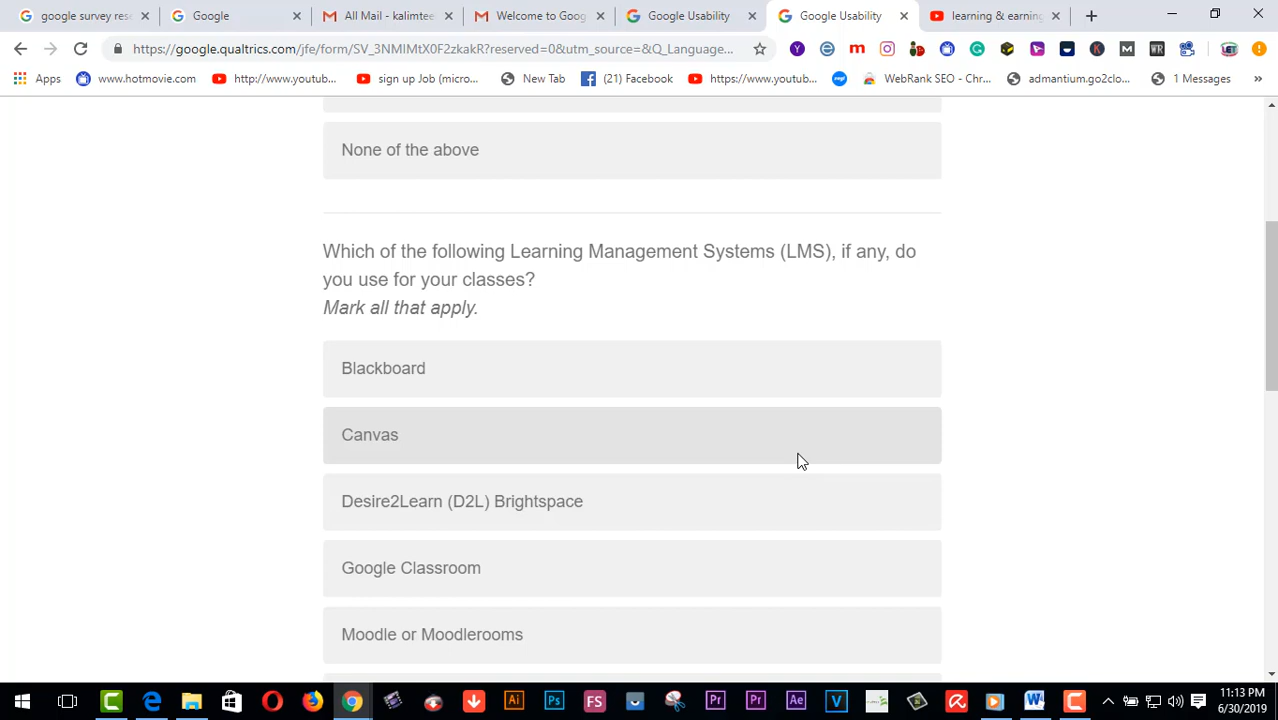 google survey rese
Google
All Mail - kalimtee
Welcome to Goog
Google Usability
Google Usability
learning & earning
https://google.qualtrics.com/jfe/form/SV_3NMIMtX0F2zkakR?reserved=0&utm_source=&Q_Language...
Apps
www.hotmovie.com
http://www.youtub...
sign up Job (micro...
New Tab
(21) Facebook
https://www.youtub...
WebRank SEO - Chr...
admantium.go2clo...
1 Messages
»
None of the above
Which of the following Learning Management Systems (LMS), if any, do
you use for your classes?
Mark all that apply.
Blackboard
Canvas
Desire2Learn (D2L) Brightspace
Google Classroom
Moodle or Moodlerooms
11:13 PM
6/30/2019